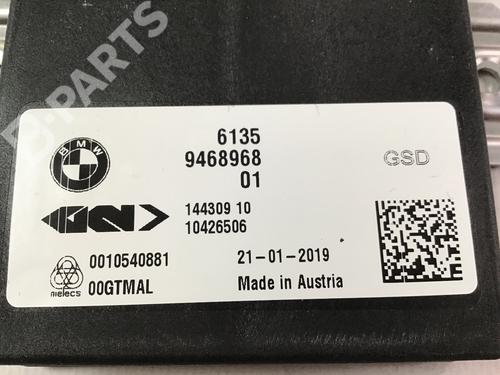 B-PARTS
BMW
6135
9468968
01
GSD
144309 10
10426506
melecs
0010540881
00GTMAL
21-01-2019
Made in Austria